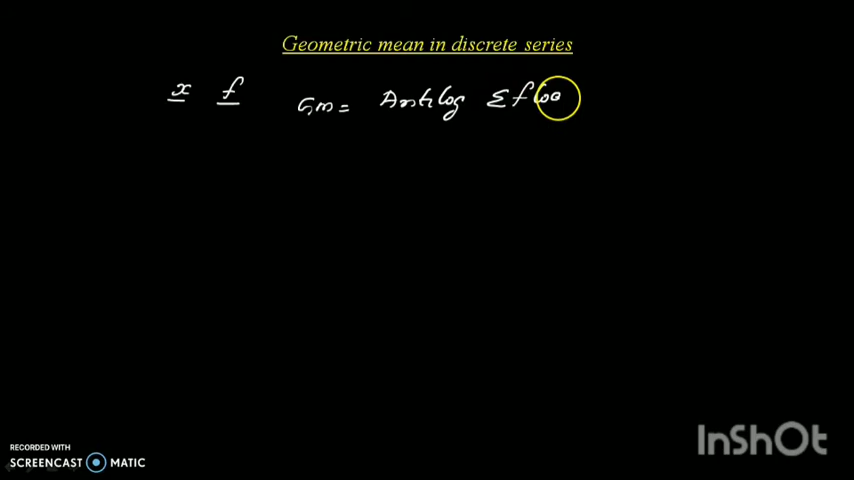 Geometric mean in discrete series
x f Gm = Antilog Σf log
RECORDED WITH
SCREENCAST MATIC
InShOt